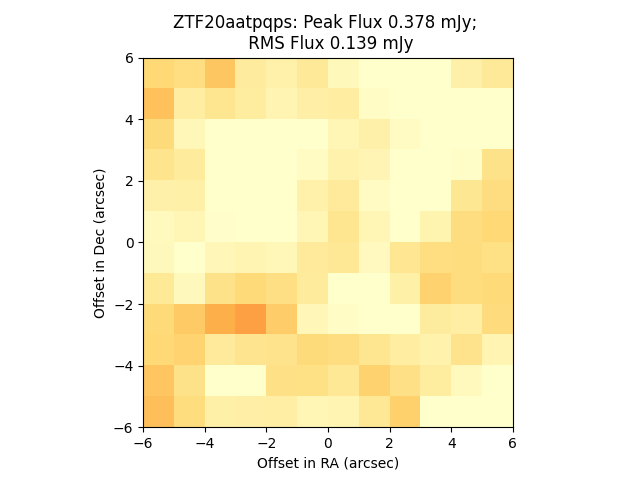 ZTF20aatpqps: Peak Flux 0.378 mJy;
RMS Flux 0.139 mJy
6
4
2
0
−2
−4
−6
Offset in Dec (arcsec)
−6 −4 −2 0 2 4 6
Offset in RA (arcsec)